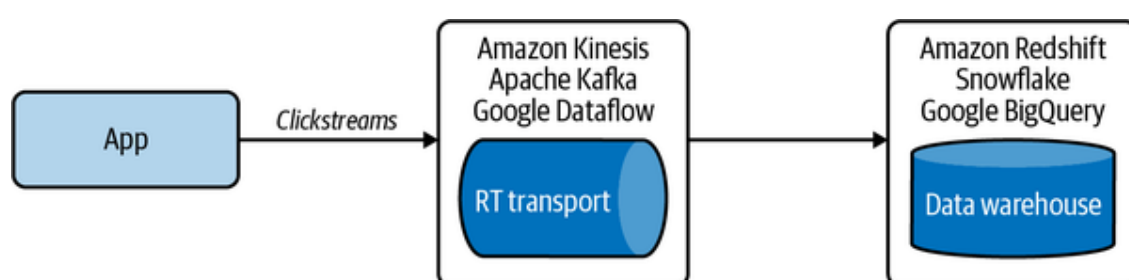 App
Clickstreams
Amazon Kinesis
Apache Kafka
Google Dataflow
RT transport
Amazon Redshift
Snowflake
Google BigQuery
Data warehouse